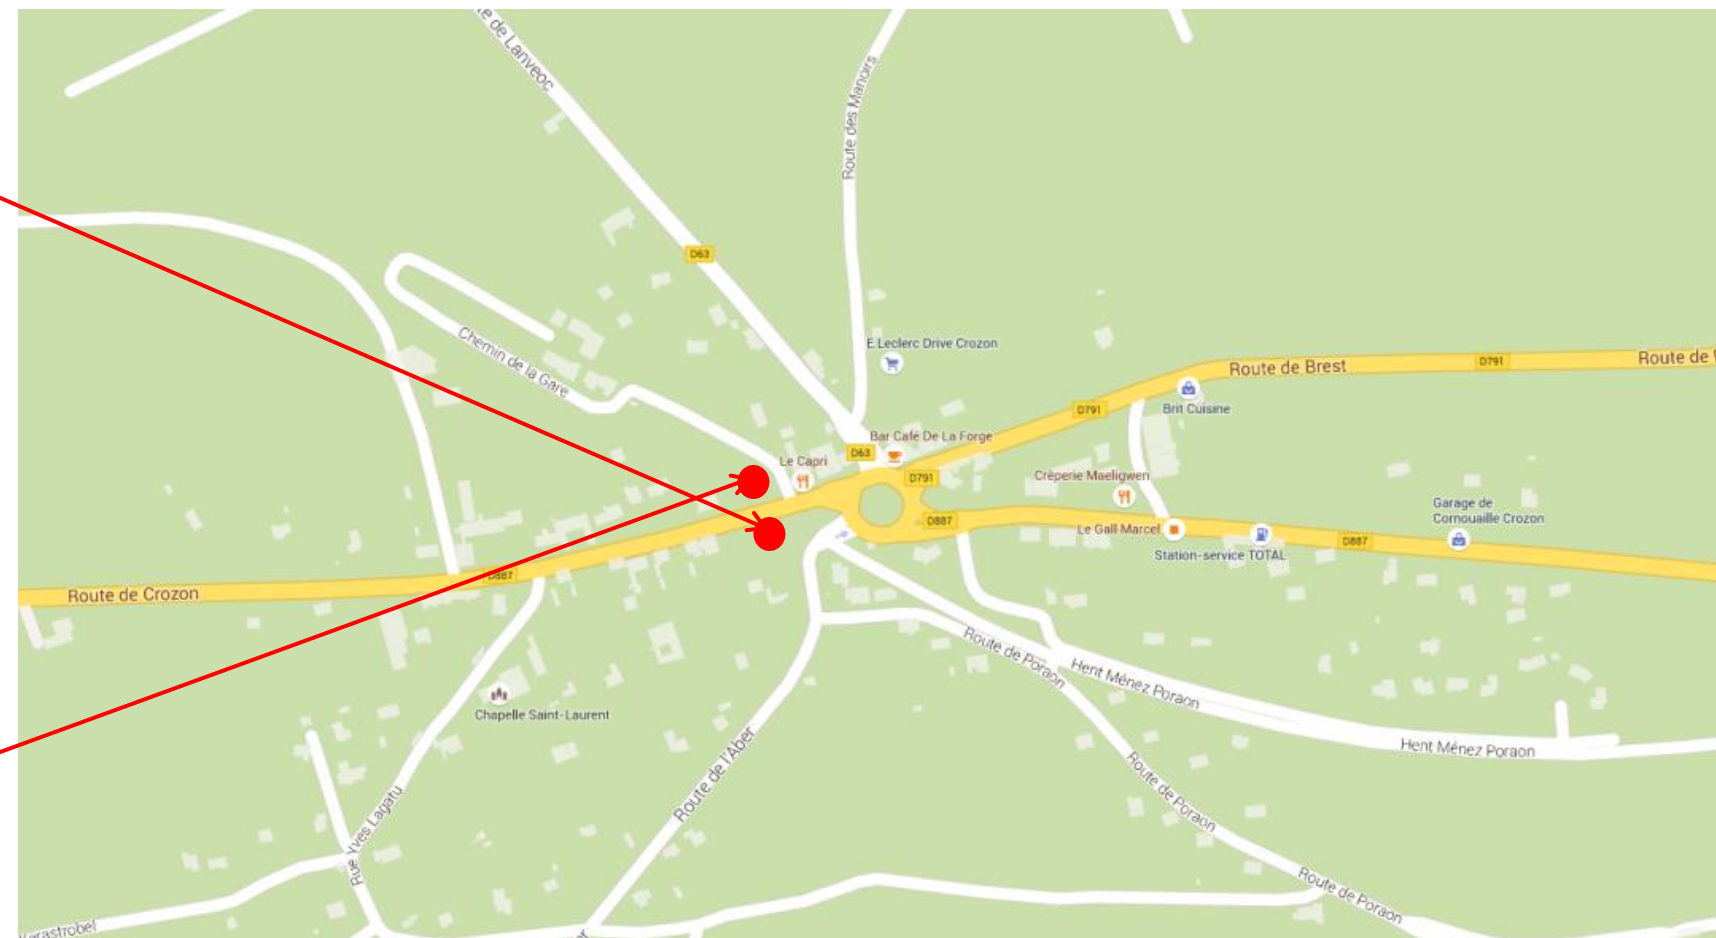 de Lanveoc
Route des Manoirs
D63
E.Leclerc Drive Crozon
Chemin de la Gare
Route de Brest
D791
Route de
Brit Cuisine
D791
Bar Café De La Forge
D63
Le Capri
D791
Crêperie Maeligwen
Garage de
Cornouaille Crozon
D887
Le Gall Marcel
Station-service TOTAL
D887
D887
Route de Crozon
Route de Poraon
Hent Ménez Poraon
Chapelle Saint-Laurent
Hent Ménez Poraon
Route de l'Aber
Route de Poraon
Rue Yves Lagatu
Route de Poraon